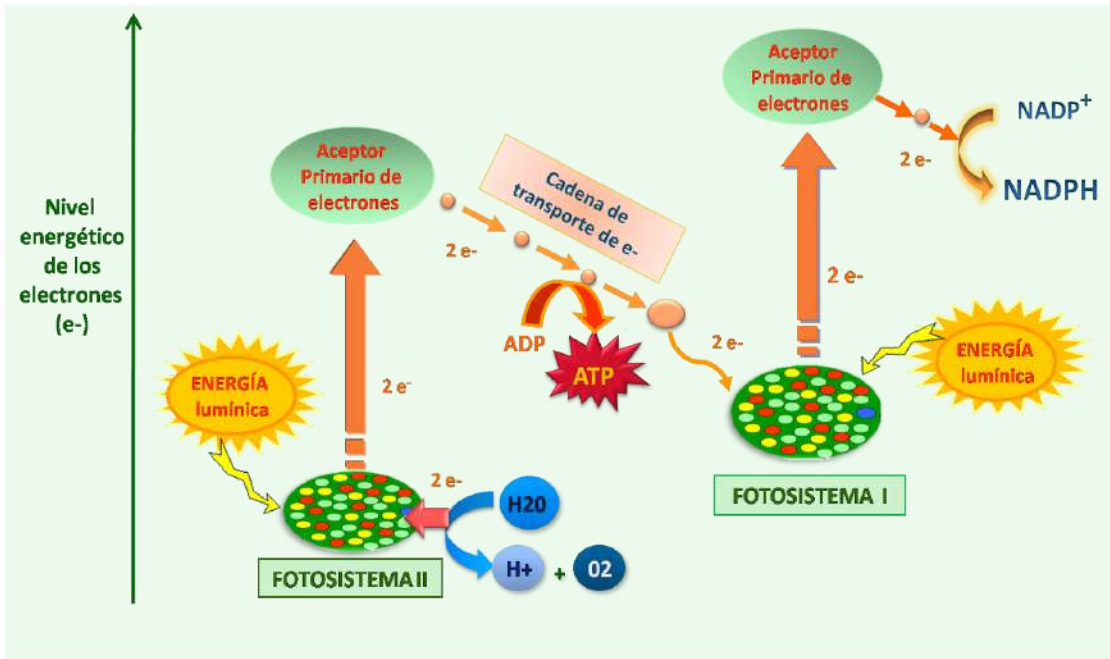 Nivel
energético
de los
electrones
(e-)
ENERGÍA
lumínica
FOTOSISTEMA II
2 e-
H20
H+ + 02
2 e-
Aceptor
Primario de
electrones
2 e-
Cadena de
transporte de e-
ADP
ATP
2 e-
FOTOSISTEMA I
ENERGÍA
lumínica
2 e-
Aceptor
Primario de
electrones
2 e-
NADP+
NADPH